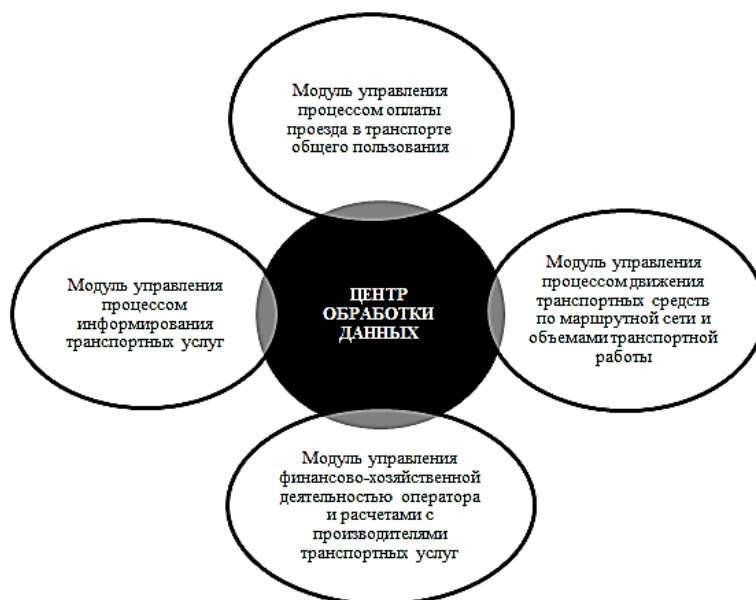 Модуль управления
процессом оплаты
проезда в транспорте
общего пользования
Модуль управления
процессом
информирования
транспортных услуг
ЦЕНТР
ОБРАБОТКИ
ДАННЫХ
Модуль управления
процессом движения
транспортных средств
по маршрутной сети и
объемами транспортной
работы
Модуль управления
финансово-хозяйственной
деятельностью оператора
и расчетами с
производителями
транспортных услуг